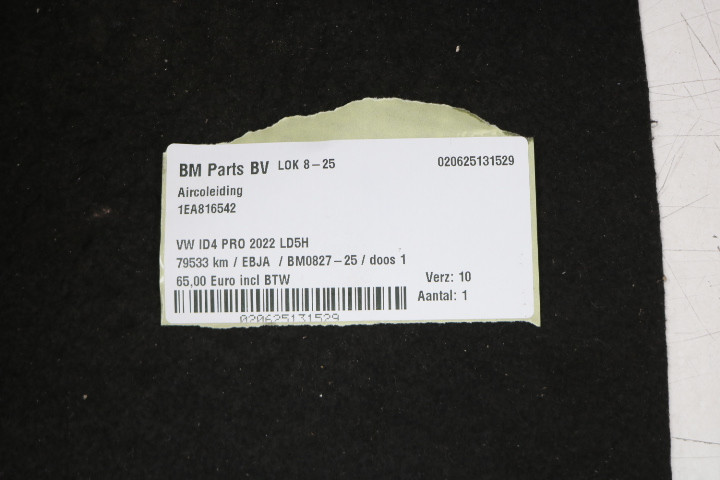 BM Parts BV LOK 8-25 020625131529
Aircoleiding
1EA816542
VW ID4 PRO 2022 LD5H
79533 km / EBJA / BM0827-25 / doos 1
65,00 Euro incl BTW Verz: 10
Aantal: 1
020625131529